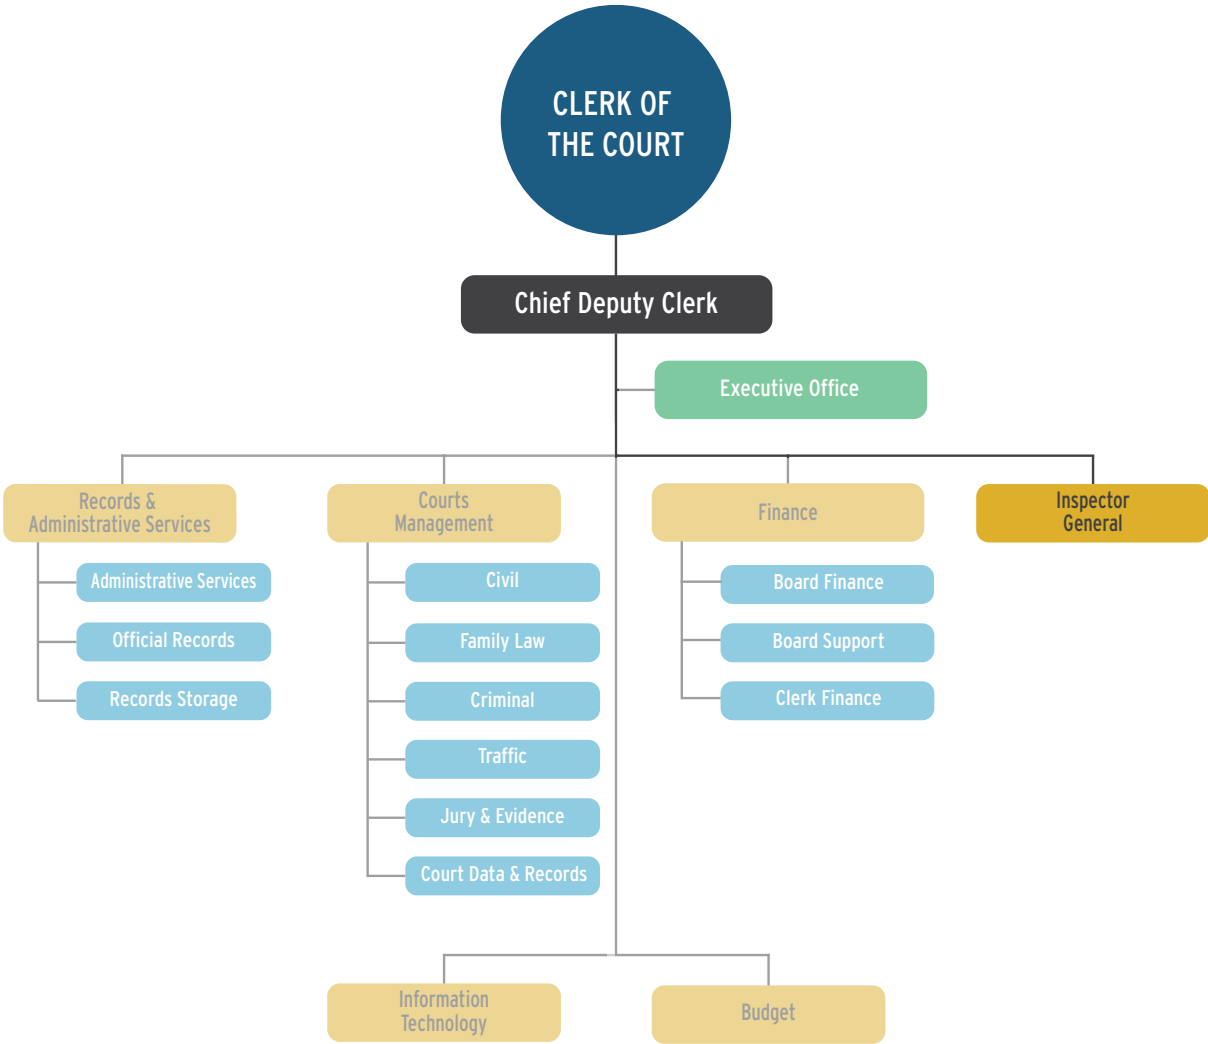 CLERK OF
THE COURT
Chief Deputy Clerk
Executive Office
Records &
Administrative Services
Administrative Services
Official Records
Records Storage
Courts
Management
Civil
Family Law
Criminal
Traffic
Jury & Evidence
Court Data & Records
Finance
Board Finance
Board Support
Clerk Finance
Inspector
General
Information
Technology
Budget